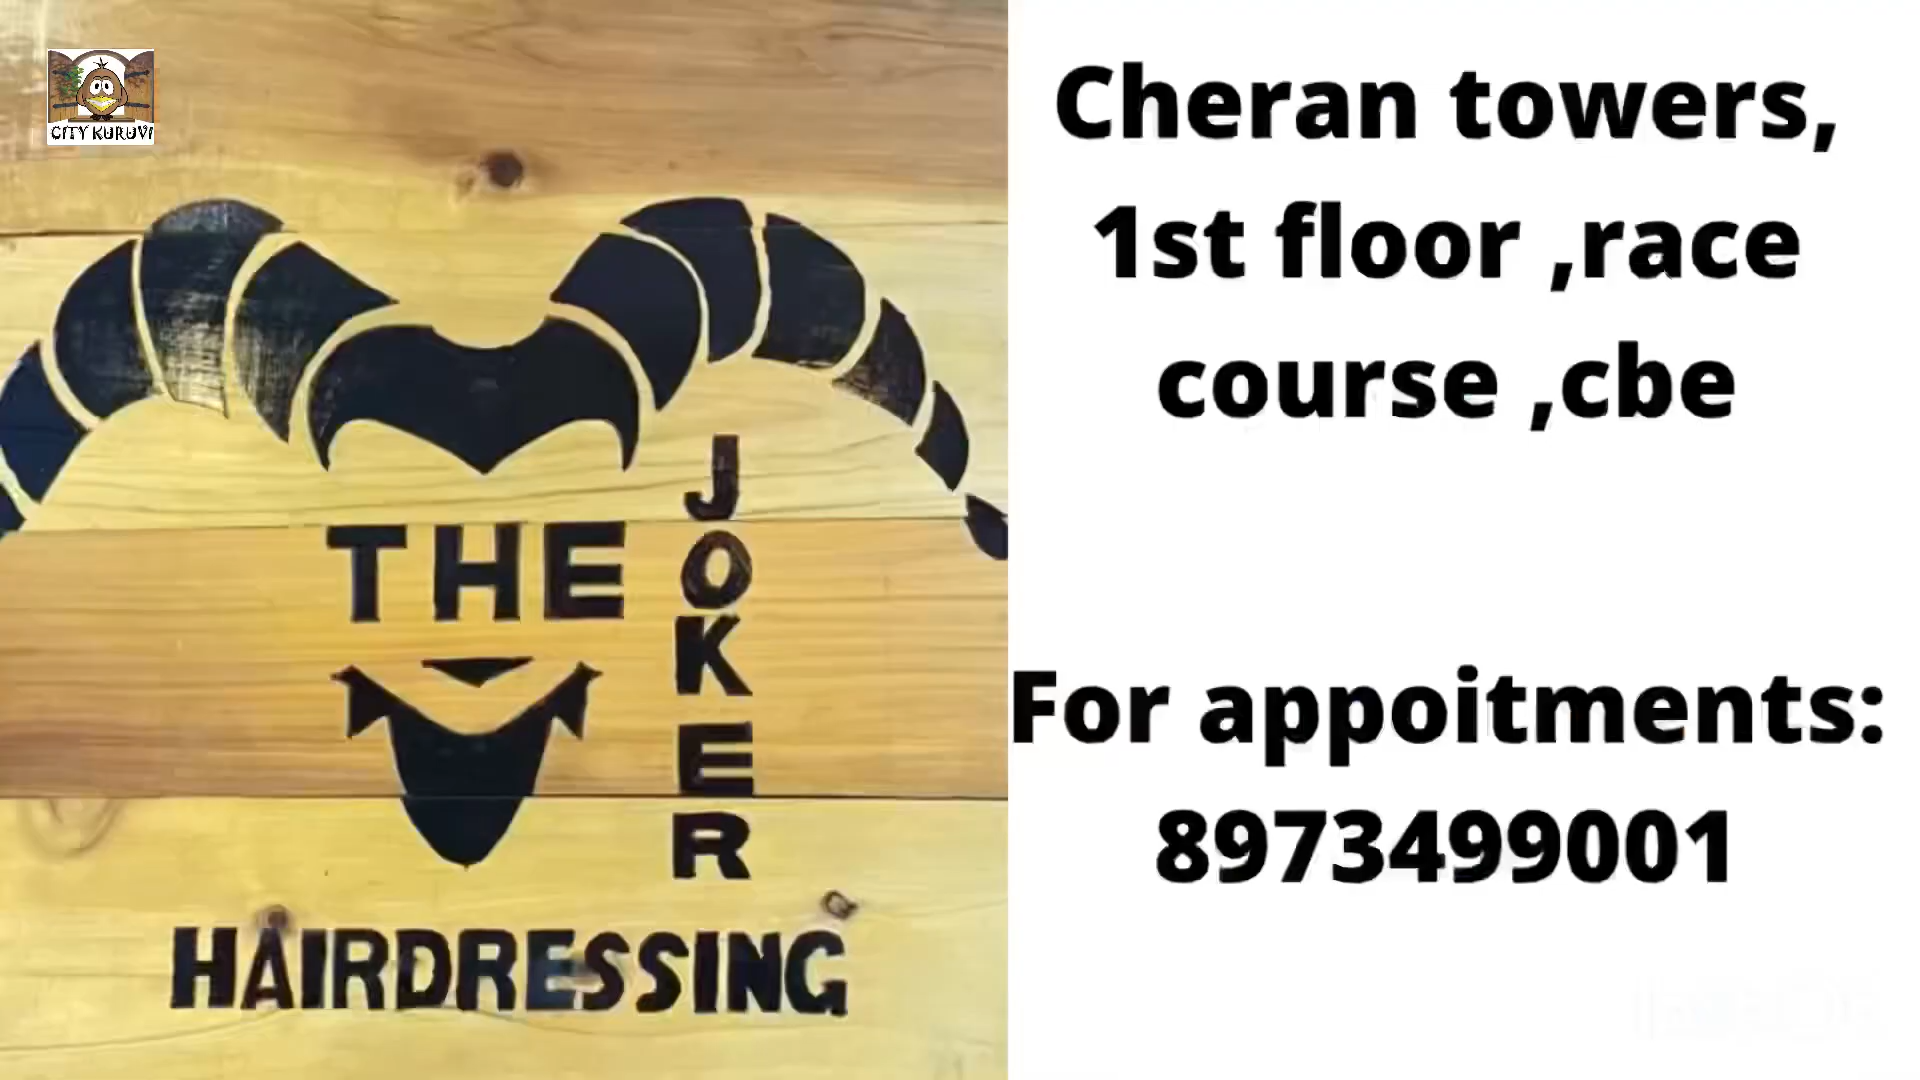 CITY KURUVI
THE
JOKER
HAIRDRESSING
Cheran towers,
1st floor ,race
course ,cbe
For appoitments:
8973499001